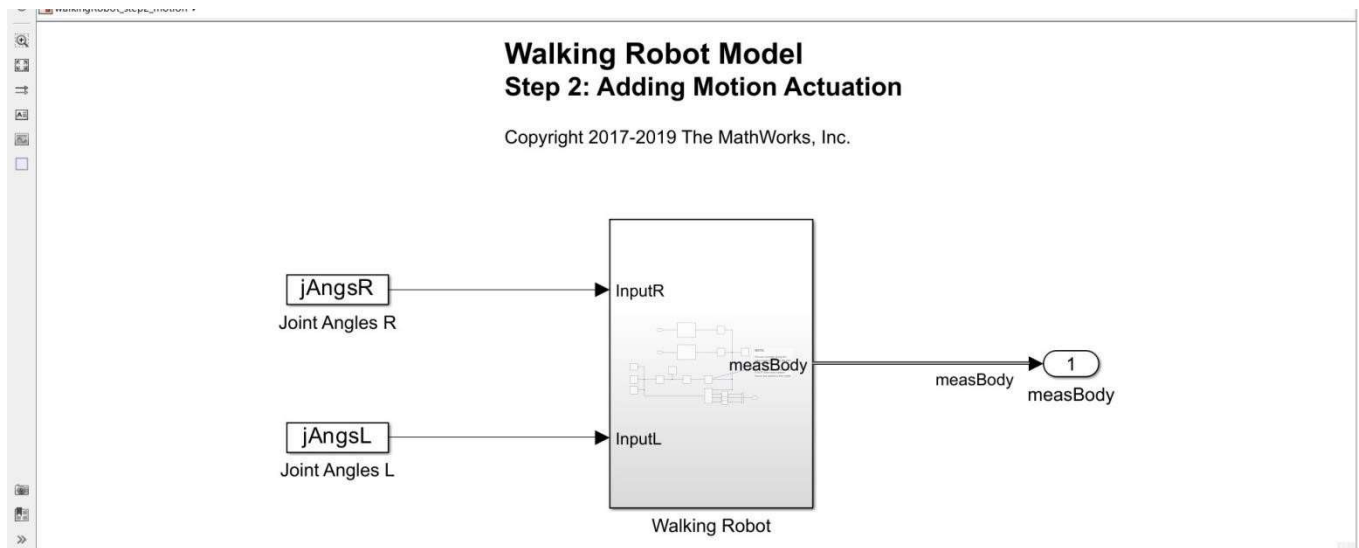 Walking Robot Model
Step 2: Adding Motion Actuation
Copyright 2017-2019 The MathWorks, Inc.
jAngsR
Joint Angles R
InputR
measBody
measBody
1
measBody
jAngsL
Joint Angles L
InputL
Walking Robot